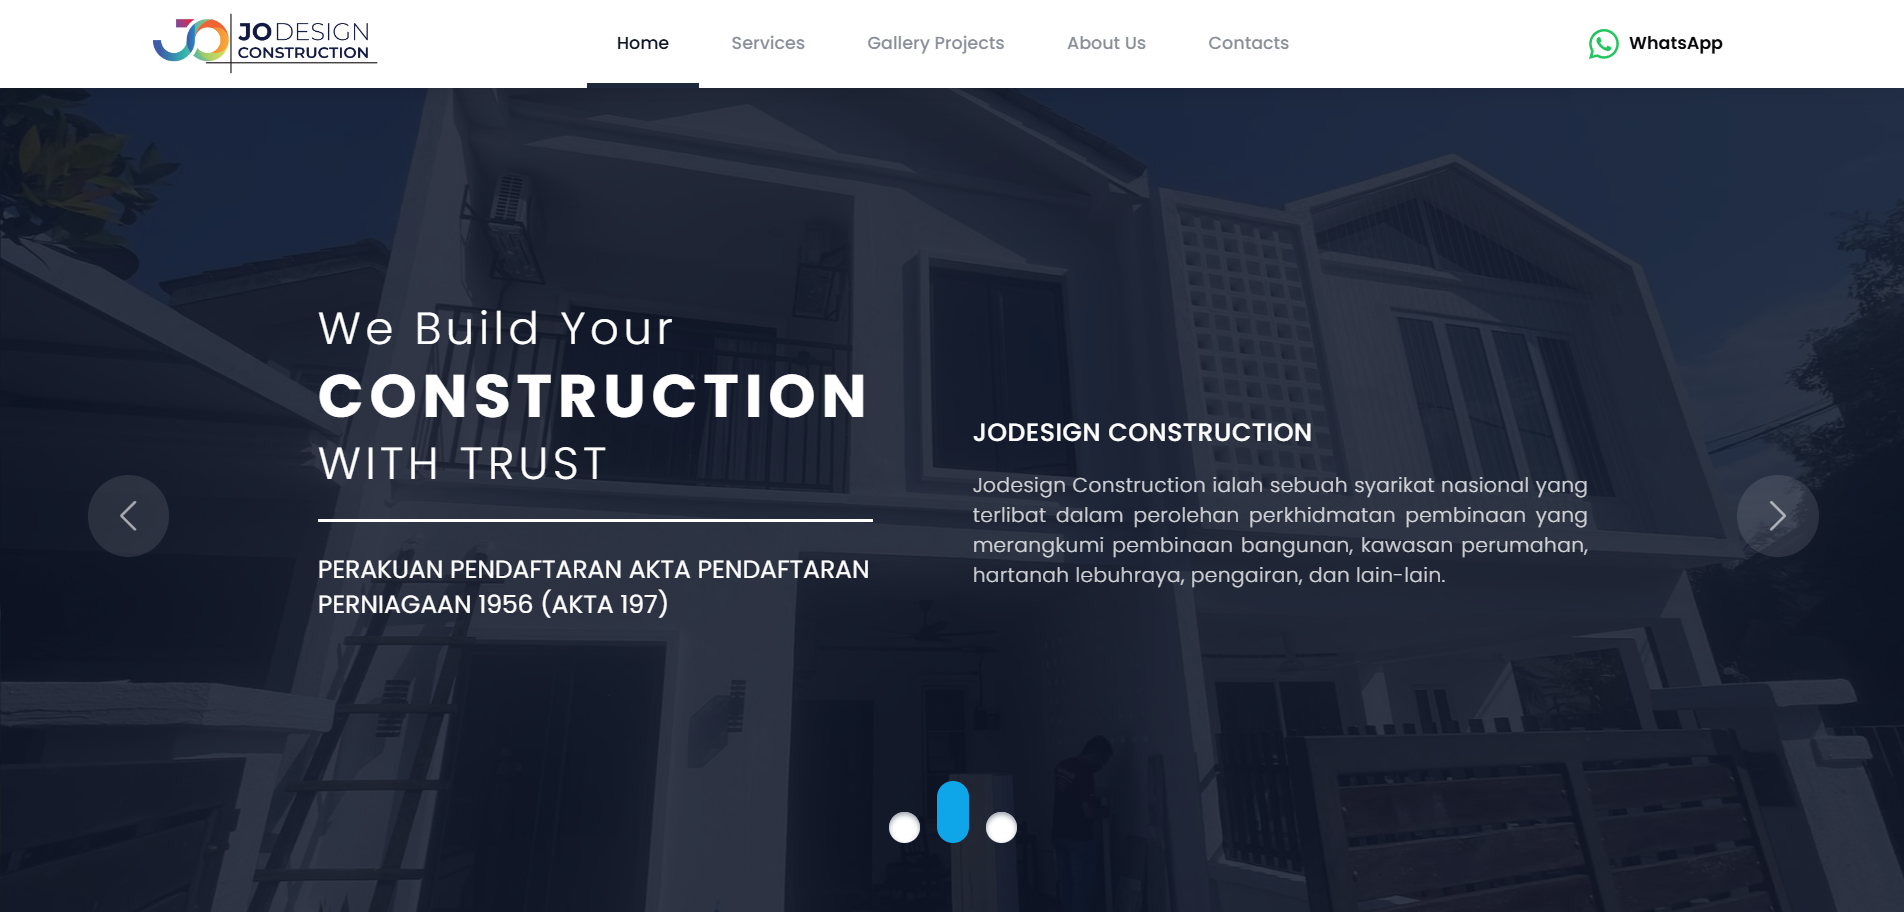 JO DESIGN
CONSTRUCTION
Home
Services
Gallery Projects
About Us
Contacts
WhatsApp
We Build Your
CONSTRUCTION
WITH TRUST
PERAKUAN PENDAFTARAN AKTA PENDAFTARAN
PERNIAGAAN 1956 (AKTA 197)
JODESIGN CONSTRUCTION
Jodesign Construction ialah sebuah syarikat nasional yang
terlibat dalam perolehan perkhidmatan pembinaan yang
merangkumi pembinaan bangunan, kawasan perumahan,
hartanah lebuhraya, pengairan, dan lain-lain.